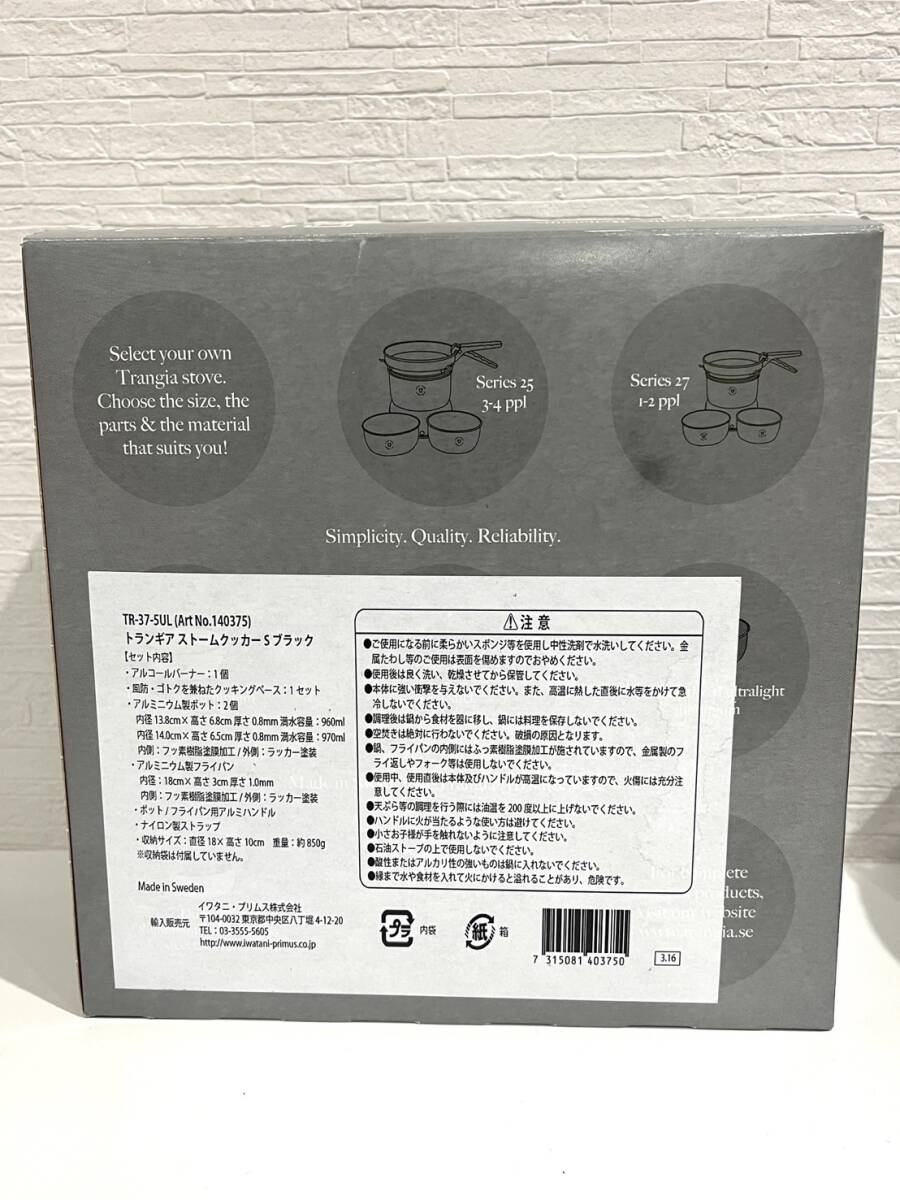 Select your own
Trangia stove.
Choose the size, the
parts & the material
that suits you!
Series 25
3-4 ppl
Series 27
1-2 ppl
Simplicity. Quality. Reliability.
TR-37-5UL (Art No.140375)
トランギア ストームクッカー S ブラック
【セット内容】
・アルコールバーナー：1個
・風防・ゴトクを兼ねたクッキングベース：1セット
・アルミニウム製ポット：2個
内径 13.8cm× 高さ 6.8cm 厚さ 0.8mm 満水容量：960ml
内径 14.0cm× 高さ 6.5cm 厚さ 0.8mm 満水容量：970ml
内側：フッ素樹脂塗膜加工 / 外側：ラッカー塗装
・アルミニウム製フライパン
内径：18cm× 高さ 3cm 厚さ 1.0mm
内側：フッ素樹脂塗膜加工 / 外側：ラッカー塗装
・ポット / フライパン用アルミハンドル
・ナイロン製ストラップ
・収納サイズ：直径 18× 高さ 10cm 重量：約 850g
※収納袋は付属していません。
Made in Sweden
輸入販売元
イワタニ・プリムス株式会社
〒104-0032 東京都中央区八丁堀 4-12-20
TEL：03-3555-5605
http://www.iwatani-primus.co.jp
⚠注意
●ご使用になる前に柔らかいスポンジ等を使用し中性洗剤で水洗いしてください。金
属たわし等のご使用は表面を傷めますのでおやめください。
●使用後は良く洗い、乾燥させてから保管してください。
●本体に強い衝撃を与えないでください。また、高温に熱した直後に水等をかけて急
冷しないでください。
●調理後は鍋から食材を器に移し、鍋には料理を保存しないでください。
●空焚きは絶対に行わないでください。破損の原因となります。
●鍋、フライパンの内側にはふっ素樹脂塗膜加工が施されていますので、金属製のフ
ライ返しやフォーク等は使用しないでください。
●使用中、使用直後は本体及びハンドルが高温になっていますので、火傷には充分注
意してください。
●天ぷら等の調理を行う際には油温を 200 度以上に上げないでください。
●ハンドルに火が当たるような使い方は避けてください。
●小さお子様が手を触れないように注意してください。
●石油ストーブの上で使用しないでください。
●酸性またはアルカリ性の強いものは鍋に入れないでください。
●縁まで水や食材を入れて火にかけると溢れることがあり、危険です。
プラ 内袋
紙 箱
7 315081 403750
3.16
ultralight
Made in
For complete
products,
website